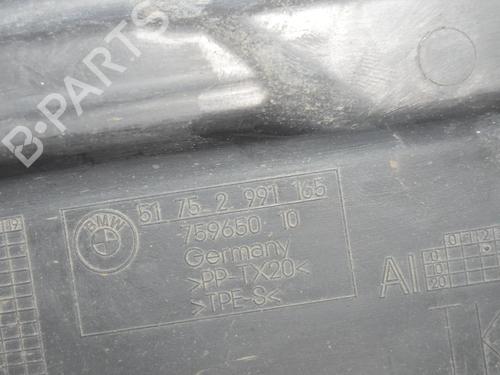 B-PARTS
BMW
51 75 2 991 165
759650 10
Germany
>PP-TX20<
>TPE-S<
AI